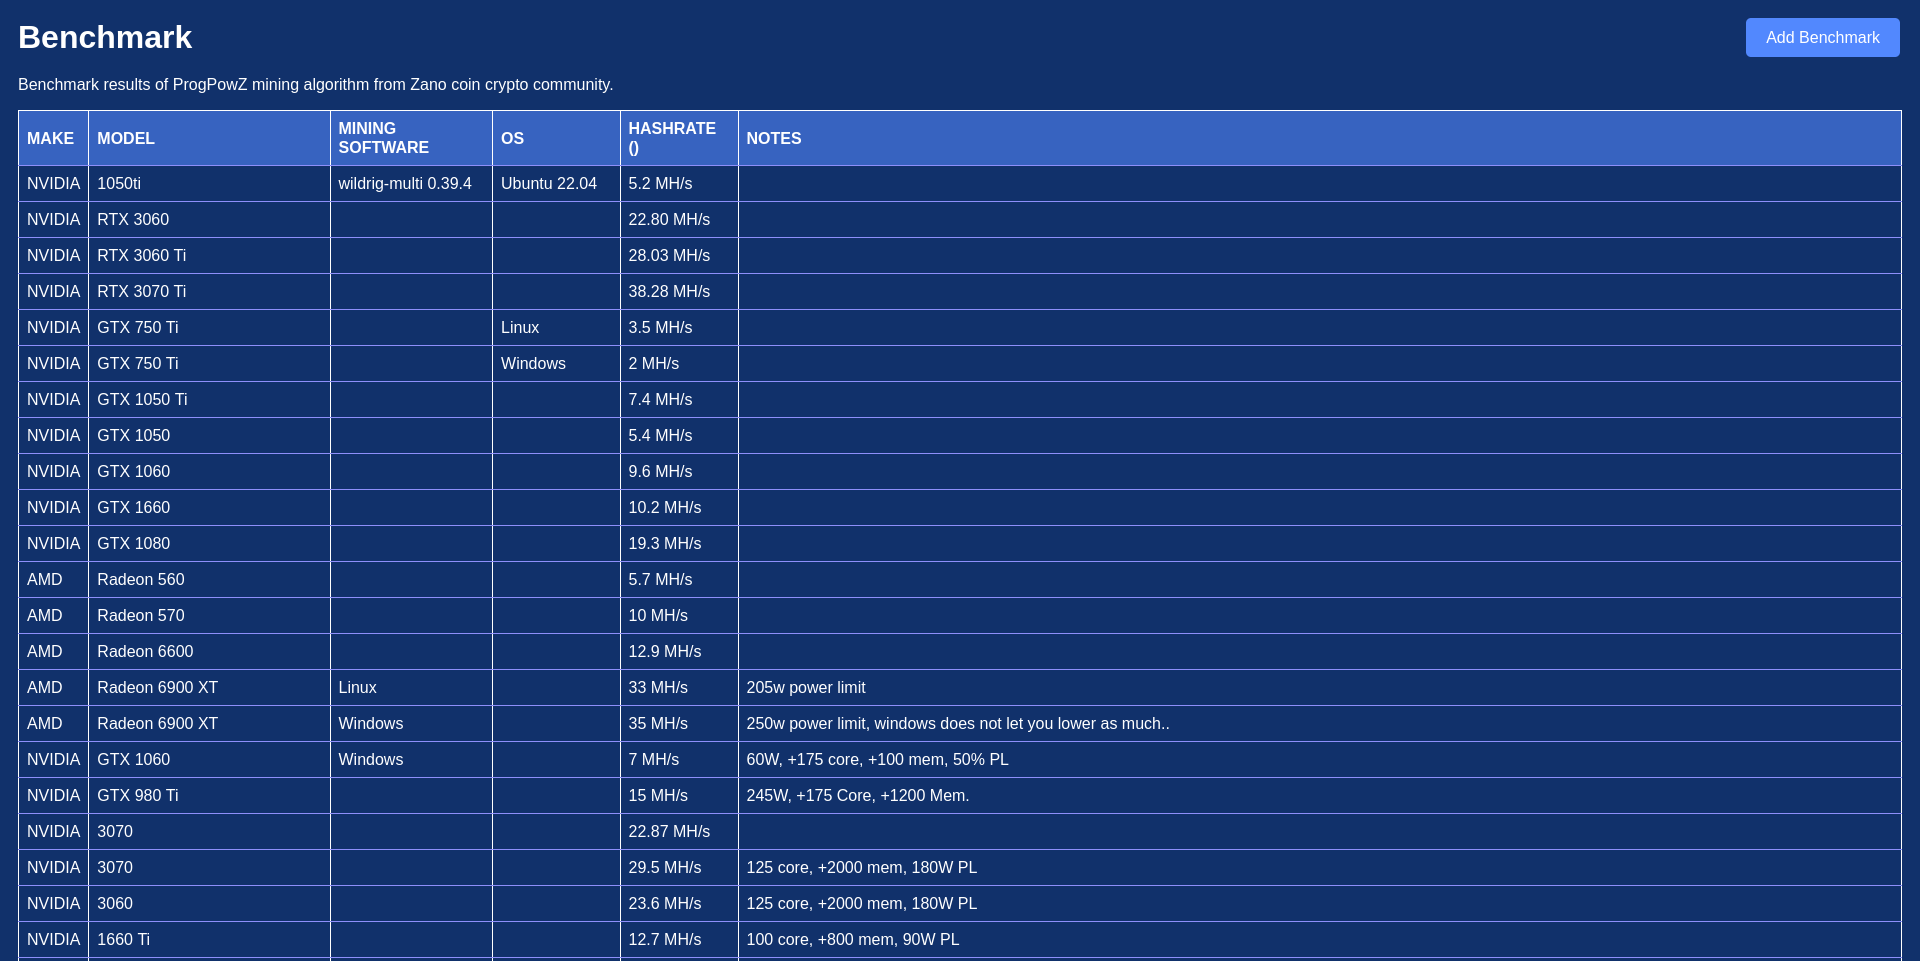 Benchmark
Add Benchmark
Benchmark results of ProgPowZ mining algorithm from Zano coin crypto community.
MAKE MODEL MINING SOFTWARE OS HASHRATE () NOTES
NVIDIA 1050ti wildrig-multi 0.39.4 Ubuntu 22.04 5.2 MH/s
NVIDIA RTX 3060 22.80 MH/s
NVIDIA RTX 3060 Ti 28.03 MH/s
NVIDIA RTX 3070 Ti 38.28 MH/s
NVIDIA GTX 750 Ti Linux 3.5 MH/s
NVIDIA GTX 750 Ti Windows 2 MH/s
NVIDIA GTX 1050 Ti 7.4 MH/s
NVIDIA GTX 1050 5.4 MH/s
NVIDIA GTX 1060 9.6 MH/s
NVIDIA GTX 1660 10.2 MH/s
NVIDIA GTX 1080 19.3 MH/s
AMD Radeon 560 5.7 MH/s
AMD Radeon 570 10 MH/s
AMD Radeon 6600 12.9 MH/s
AMD Radeon 6900 XT Linux 33 MH/s 205w power limit
AMD Radeon 6900 XT Windows 35 MH/s 250w power limit, windows does not let you lower as much..
NVIDIA GTX 1060 Windows 7 MH/s 60W, +175 core, +100 mem, 50% PL
NVIDIA GTX 980 Ti 15 MH/s 245W, +175 Core, +1200 Mem.
NVIDIA 3070 22.87 MH/s
NVIDIA 3070 29.5 MH/s 125 core, +2000 mem, 180W PL
NVIDIA 3060 23.6 MH/s 125 core, +2000 mem, 180W PL
NVIDIA 1660 Ti 12.7 MH/s 100 core, +800 mem, 90W PL